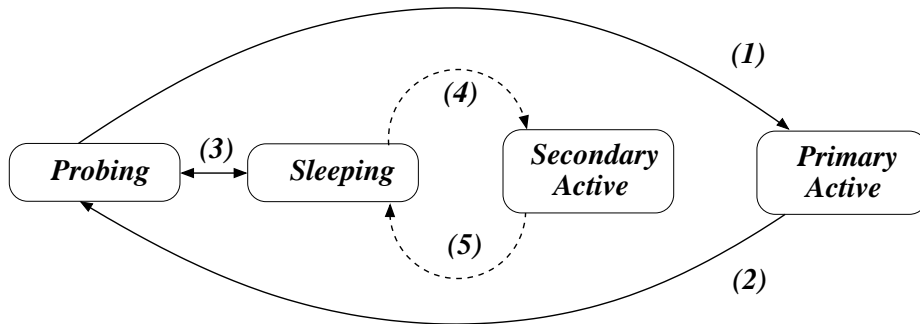 (1)
(4)
(3)
Probing
Sleeping
Secondary
Active
Primary
Active
(5)
(2)